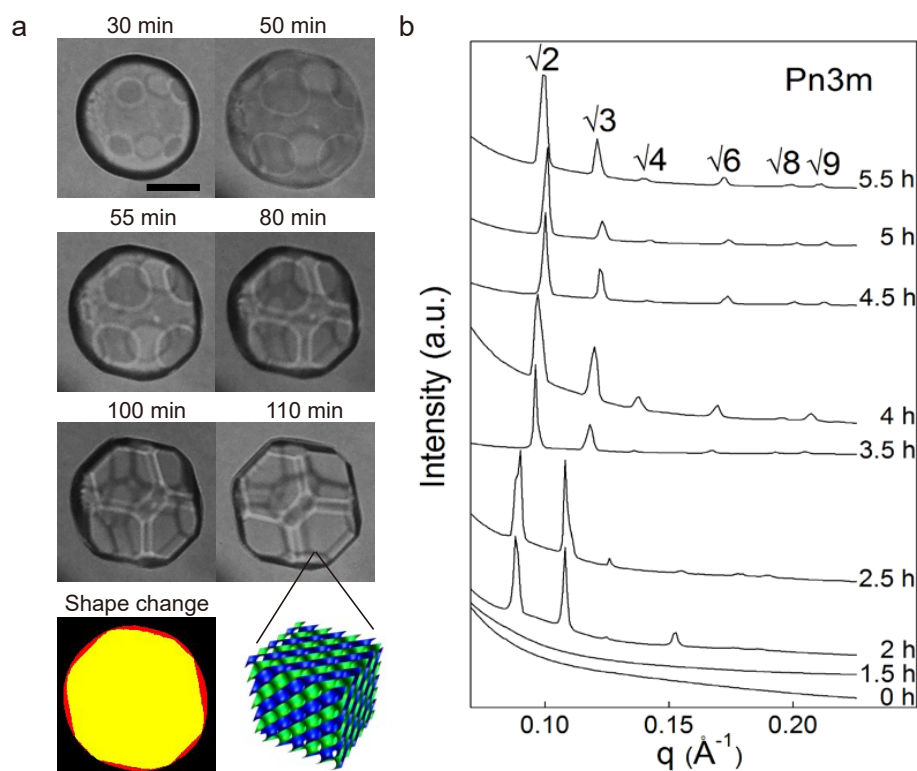 a
30 min 50 min
55 min 80 min
100 min 110 min
Shape change
b
Pn3m
√2
√3
√4 √6 √8 √9
5.5 h
5 h
4.5 h
4 h
3.5 h
2.5 h
2 h
1.5 h
0 h
Intensity (a.u.)
0.10 0.15 0.20
q (Å⁻¹)